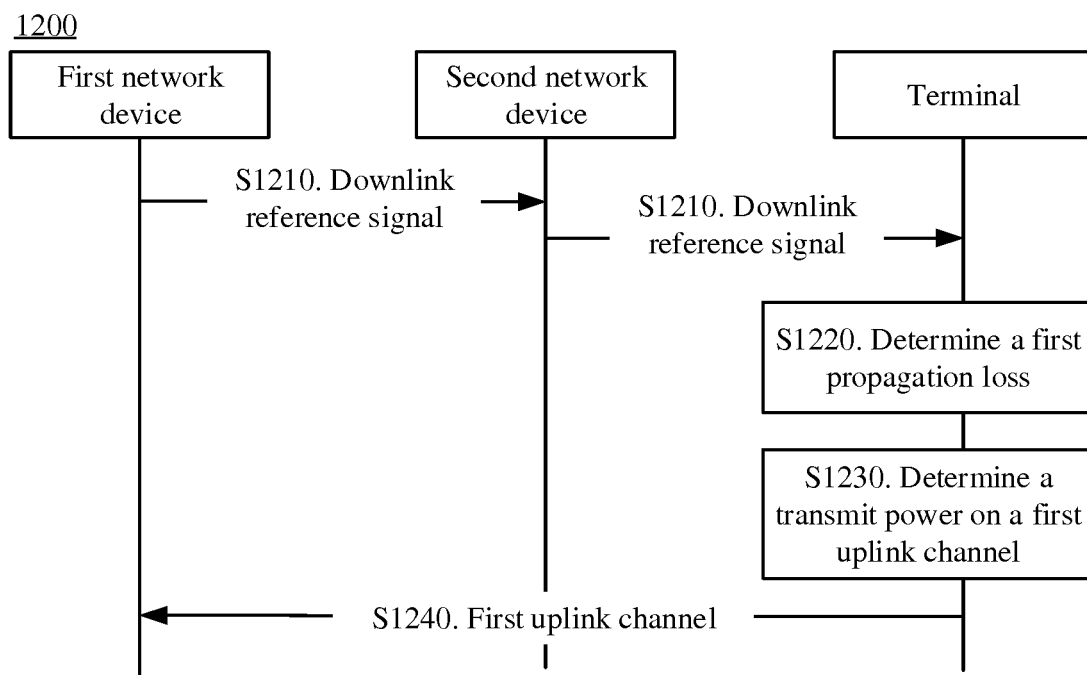 1200
First network
device
Second network
device
Terminal
S1210. Downlink
reference signal
S1210. Downlink
reference signal
S1220. Determine a first
propagation loss
S1230. Determine a
transmit power on a first
uplink channel
S1240. First uplink channel